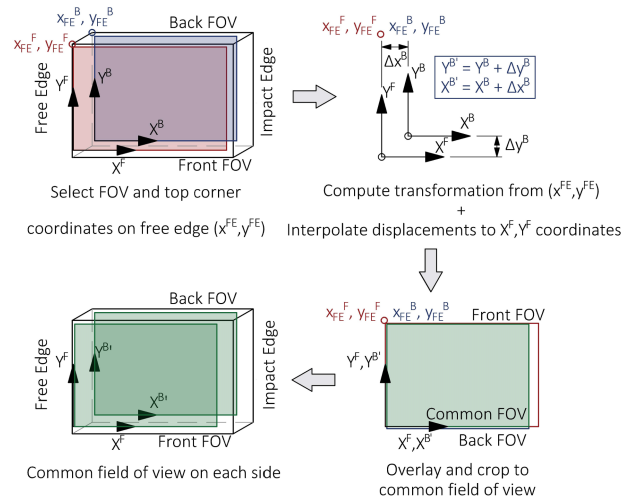 x_FE^B, y_FE^B Back FOV
x_FE^F, y_FE^F
Free Edge
Y^F
Y^B
X^B
X^F
Front FOV
Impact Edge
Select FOV and top corner
coordinates on free edge (x^FE,y^FE)
x_FE^F, y_FE^F x_FE^B, y_FE^B
Δx^B
Y^F
Y^B
Y^B' = Y^B + Δy^B
X^B' = X^B + Δx^B
X^B
X^F
Δy^B
Compute transformation from (x^FE,y^FE)
+
Interpolate displacements to X^F,Y^F coordinates
Back FOV
Free Edge
Y^F
Y^B'
X^B'
X^F
Front FOV
Impact Edge
Common field of view on each side
x_FE^F, y_FE^F x_FE^B, y_FE^B Front FOV
Y^F,Y^B'
Common FOV
X^F,X^B' Back FOV
Overlay and crop to
common field of view